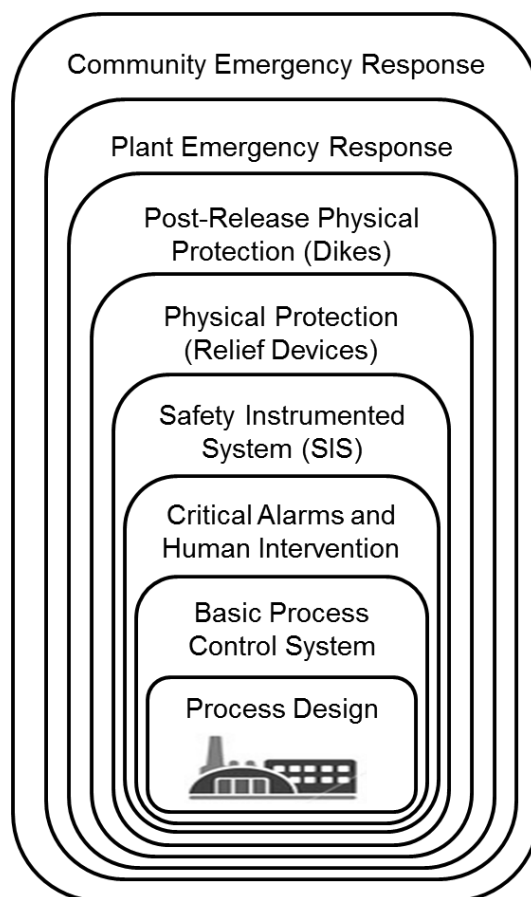 Community Emergency Response
Plant Emergency Response
Post-Release Physical
Protection (Dikes)
Physical Protection
(Relief Devices)
Safety Instrumented
System (SIS)
Critical Alarms and
Human Intervention
Basic Process
Control System
Process Design